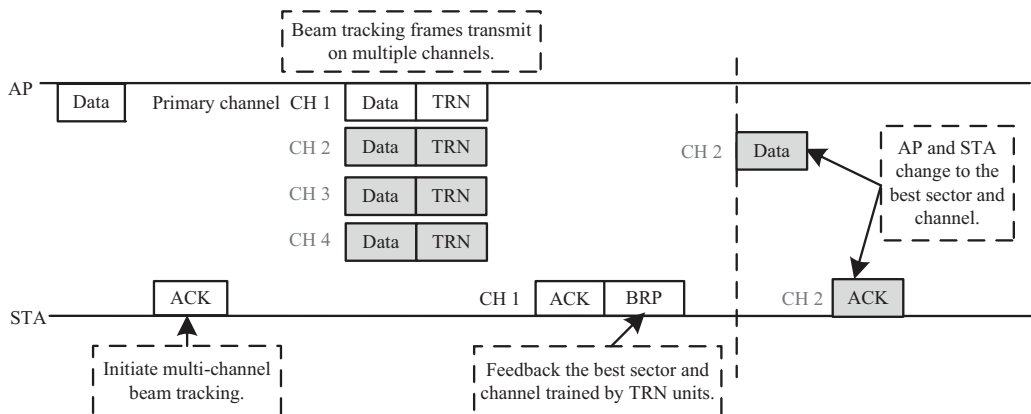 Beam tracking frames transmit
on multiple channels.
AP
Data
Primary channel
CH 1
Data
TRN
CH 2
Data
TRN
CH 3
Data
TRN
CH 4
Data
TRN
CH 2
Data
AP and STA
change to the
best sector and
channel.
STA
ACK
CH 1
ACK
BRP
CH 2
ACK
Initiate multi-channel
beam tracking.
Feedback the best sector and
channel trained by TRN units.